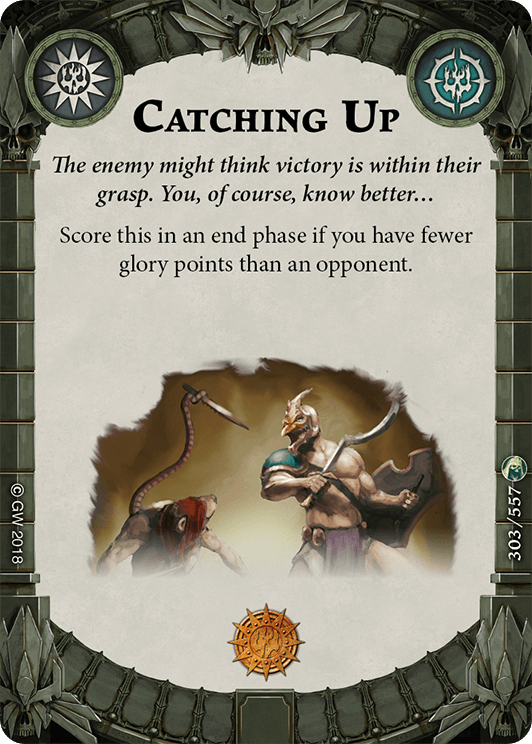 Catching Up
The enemy might think victory is within their
grasp. You, of course, know better…
Score this in an end phase if you have fewer
glory points than an opponent.
© GW 2018
303/557